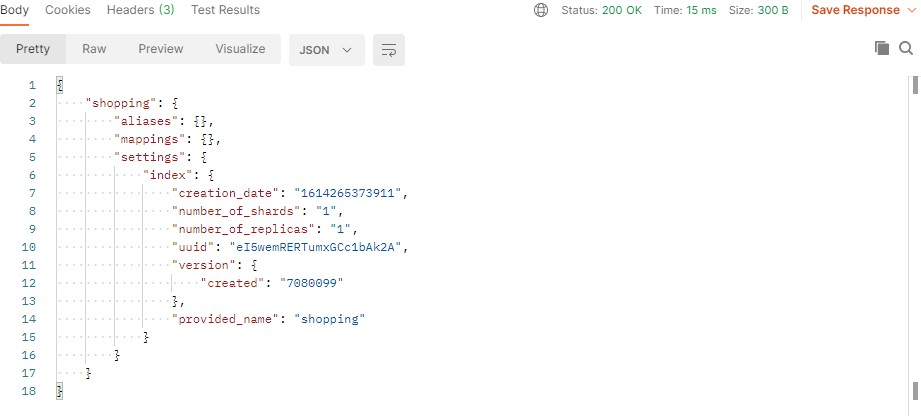 Body Cookies Headers (3) Test Results Status: 200 OK Time: 15 ms Size: 300 B Save Response
Pretty Raw Preview Visualize JSON
1 {
2 "shopping": {
3 "aliases": {},
4 "mappings": {},
5 "settings": {
6 "index": {
7 "creation_date": "1614265373911",
8 "number_of_shards": "1",
9 "number_of_replicas": "1",
10 "uuid": "eI5wemRERTumxGCc1bAk2A",
11 "version": {
12 "created": "7080099"
13 },
14 "provided_name": "shopping"
15 }
16 }
17 }
18 }